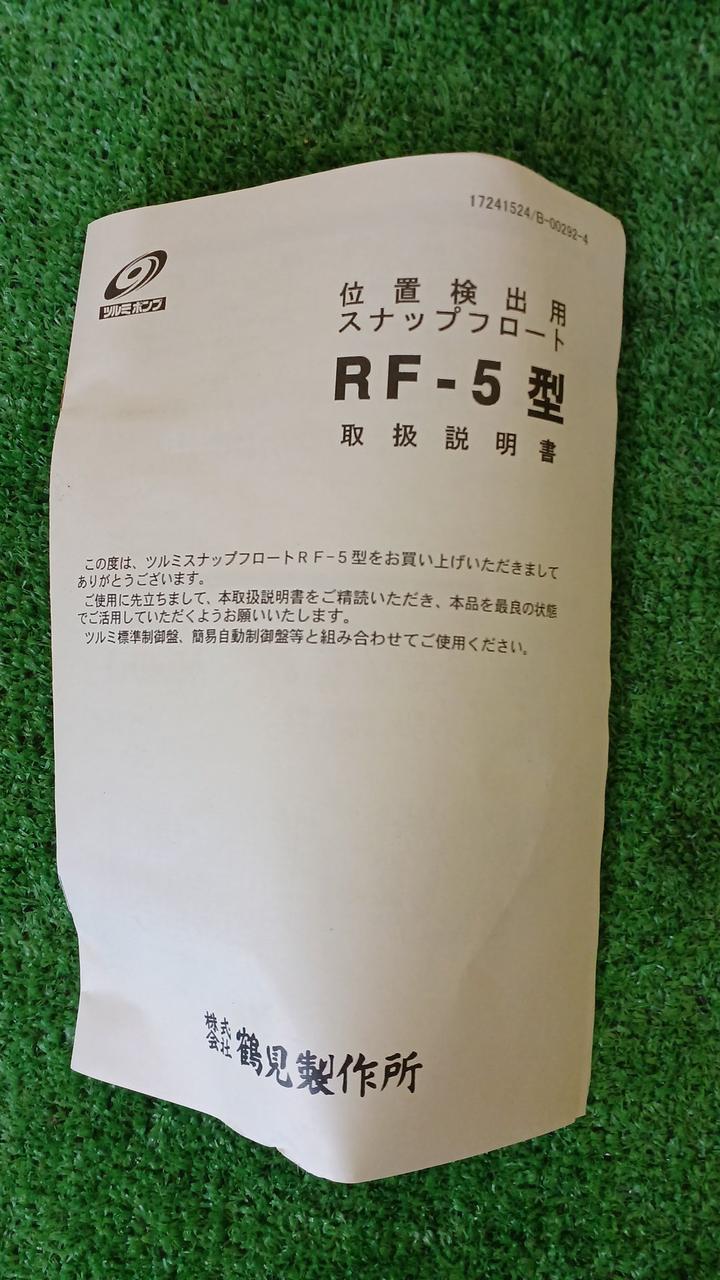 17241524/B-00292-4
ツルミポンプ
位置検出用
スナップフロート
RF-5型
取扱説明書
この度は、ツルミスナップフロートRF-5型をお買い上げいただきまして
ありがとうございます。
ご使用に先立ちまして、本取扱説明書をご精読いただき、本品を最良の状態
でご活用していただくようお願いいたします。
ツルミ標準制御盤、簡易自動制御盤等と組み合わせてご使用ください。
株式会社 鶴見製作所